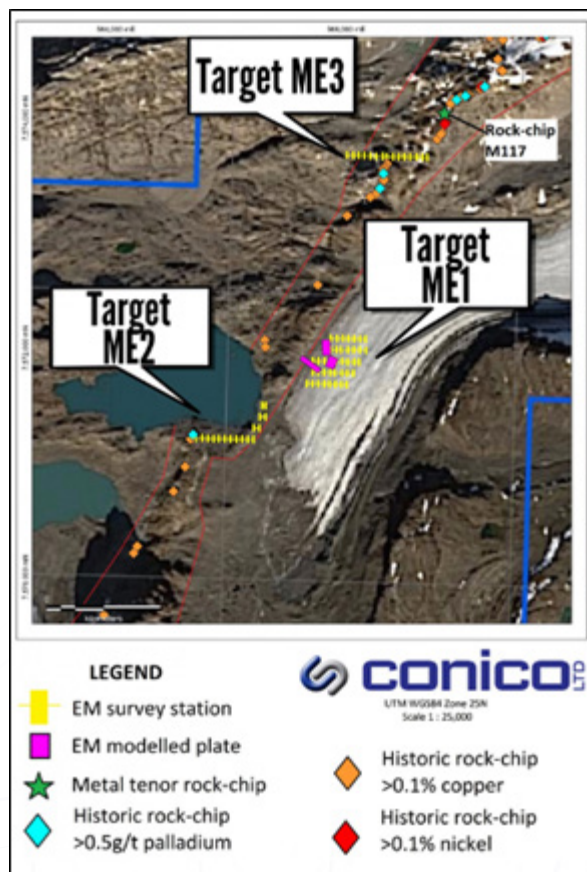 Target ME3
Rock-chip
M117
Target
ME1
Target
ME2
LEGEND
EM survey station
EM modelled plate
Metal tenor rock-chip
Historic rock-chip
>0.5g/t palladium
conico LTD
UTM WGS84 Zone 25N
Scale 1 : 25,000
Historic rock-chip
>0.1% copper
Historic rock-chip
>0.1% nickel